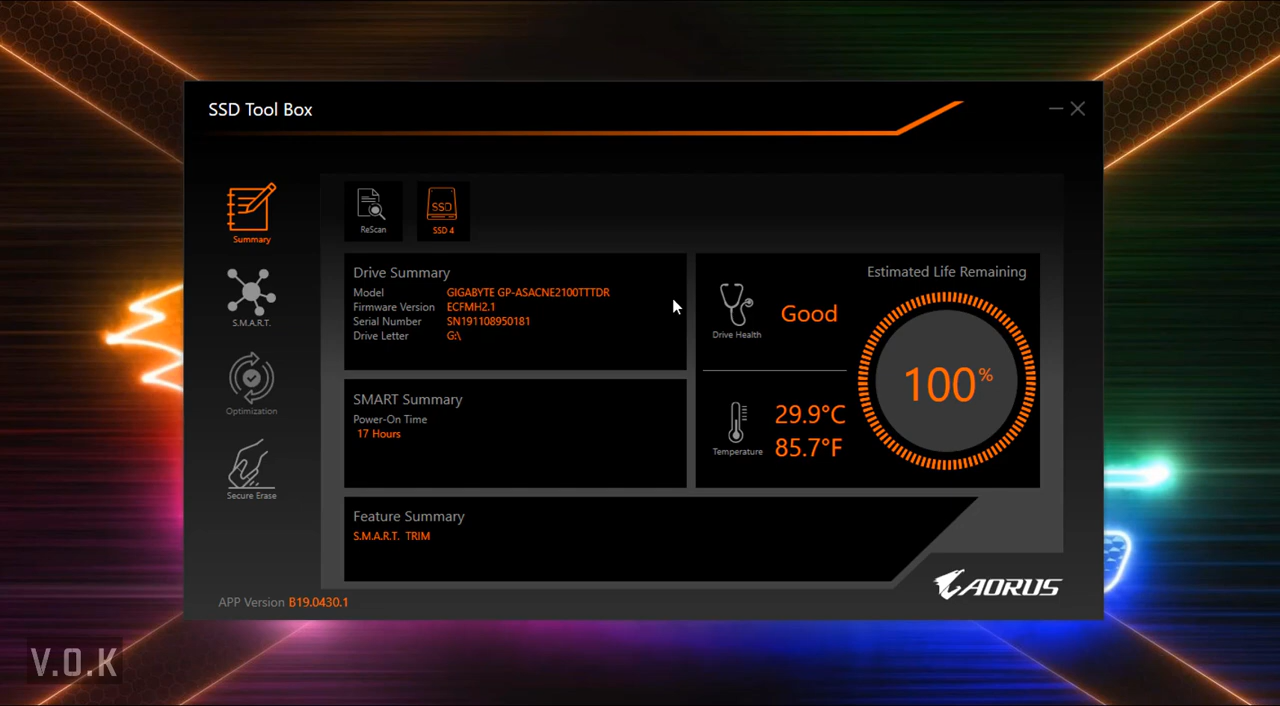 SSD Tool Box
Summary
S.M.A.R.T.
Optimization
Secure Erase
ReScan
SSD
SSD 4
Drive Summary
Model GIGABYTE GP-ASACNE2100TTTDR
Firmware Version ECFMH2.1
Serial Number SN191108950181
Drive Letter G:\
SMART Summary
Power-On Time
17 Hours
Drive Health Good
Temperature 29.9°C
85.7°F
Estimated Life Remaining
100%
Feature Summary
S.M.A.R.T. TRIM
AORUS
APP Version B19.0430.1
V.O.K